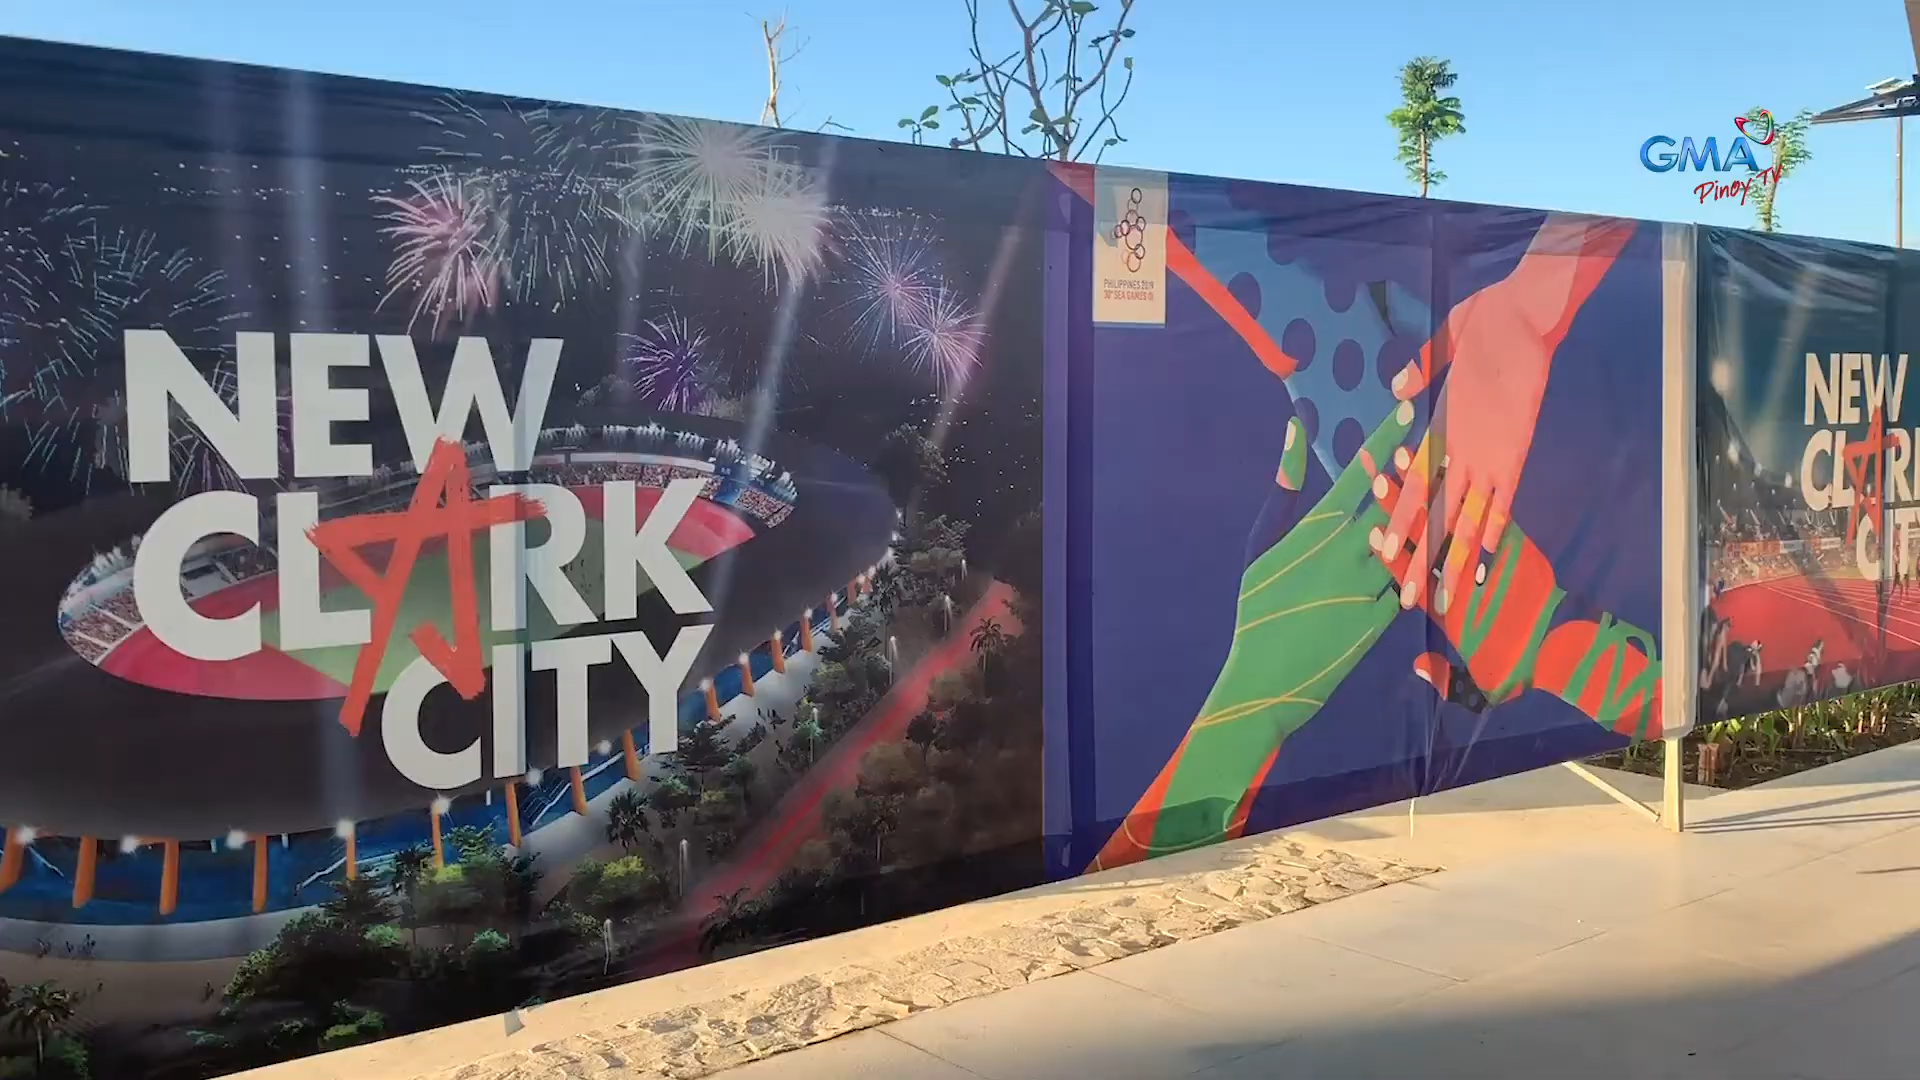 NEW
CLARK
CITY
PHILIPPINES 2019
30th SEA GAMES
NEW
CLARK
CITY
GMA
Pinoy TV